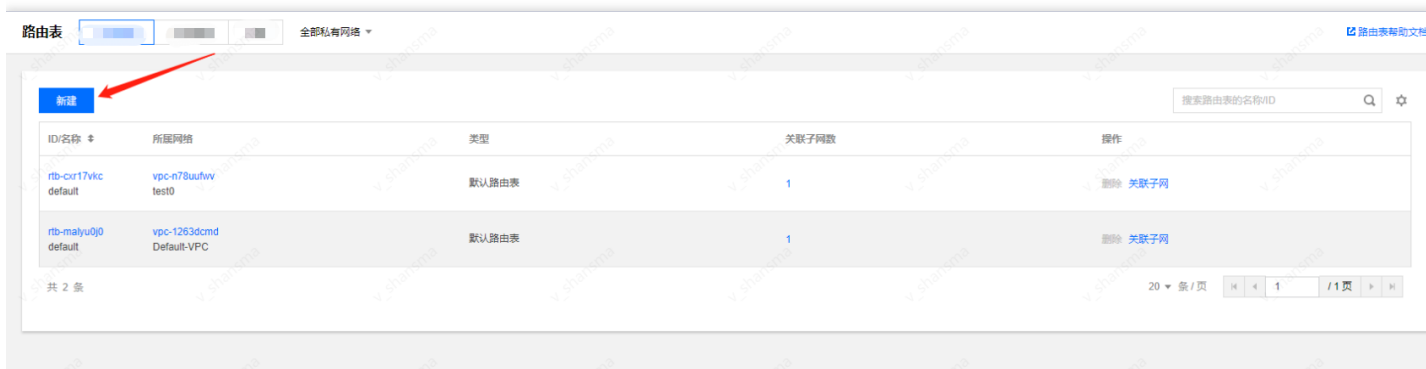 路由表 全部私有网络 路由表帮助文档
新建 搜索路由表的名称/ID
ID/名称 所属网络 类型 关联子网数 操作
rtb-cxr17vkc vpc-n78uufwv 默认路由表 1 删除 关联子网
default test0
rtb-malyu0j0 vpc-1263dcmd 默认路由表 1 删除 关联子网
default Default-VPC
共 2 条 20 条 / 页 1 / 1 页
v_shansma